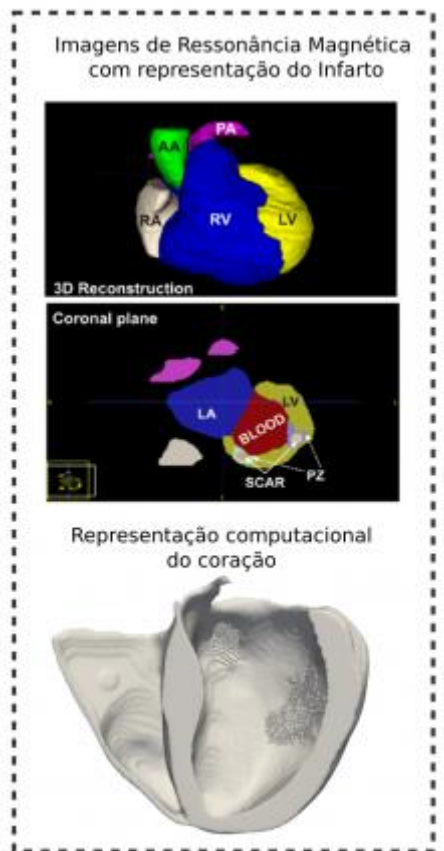 Imagens de Ressonância Magnética
com representação do Infarto
PA
AA
RA
RV
LV
3D Reconstruction
Coronal plane
LV
LA
BLOOD
SCAR
PZ
Representação computacional
do coração